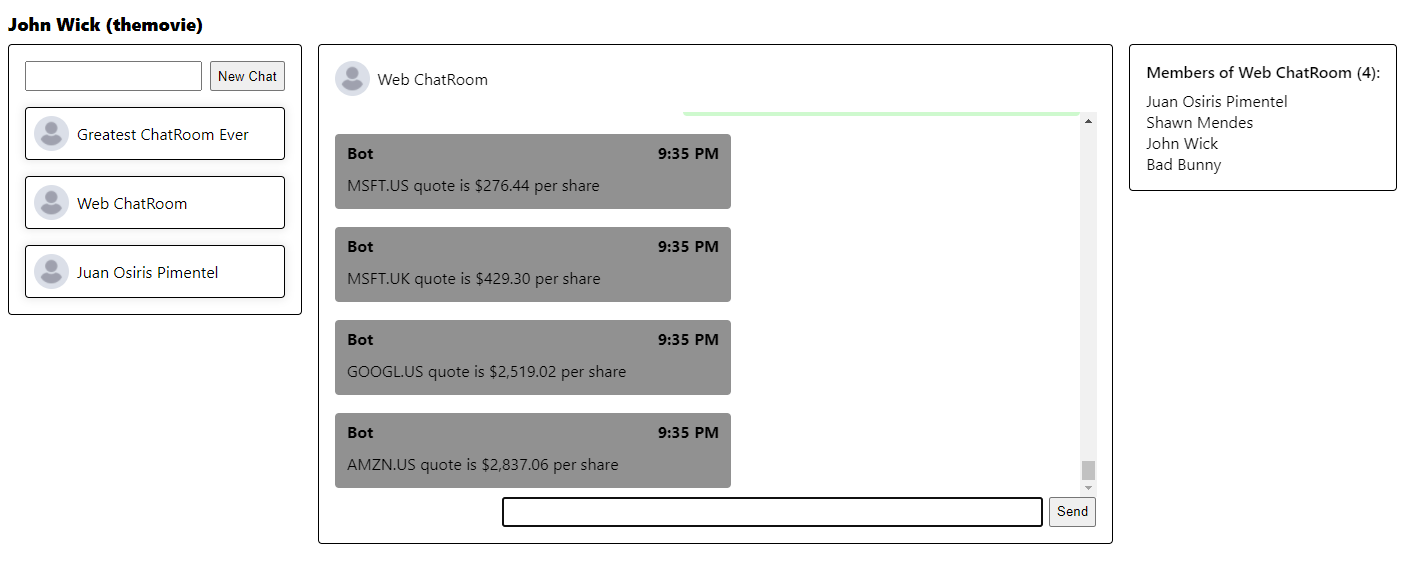 John Wick (themovie)
New Chat
Greatest ChatRoom Ever
Web ChatRoom
Juan Osiris Pimentel
Web ChatRoom
Bot 9:35 PM
MSFT.US quote is $276.44 per share
Bot 9:35 PM
MSFT.UK quote is $429.30 per share
Bot 9:35 PM
GOOGL.US quote is $2,519.02 per share
Bot 9:35 PM
AMZN.US quote is $2,837.06 per share
Send
Members of Web ChatRoom (4):
Juan Osiris Pimentel
Shawn Mendes
John Wick
Bad Bunny